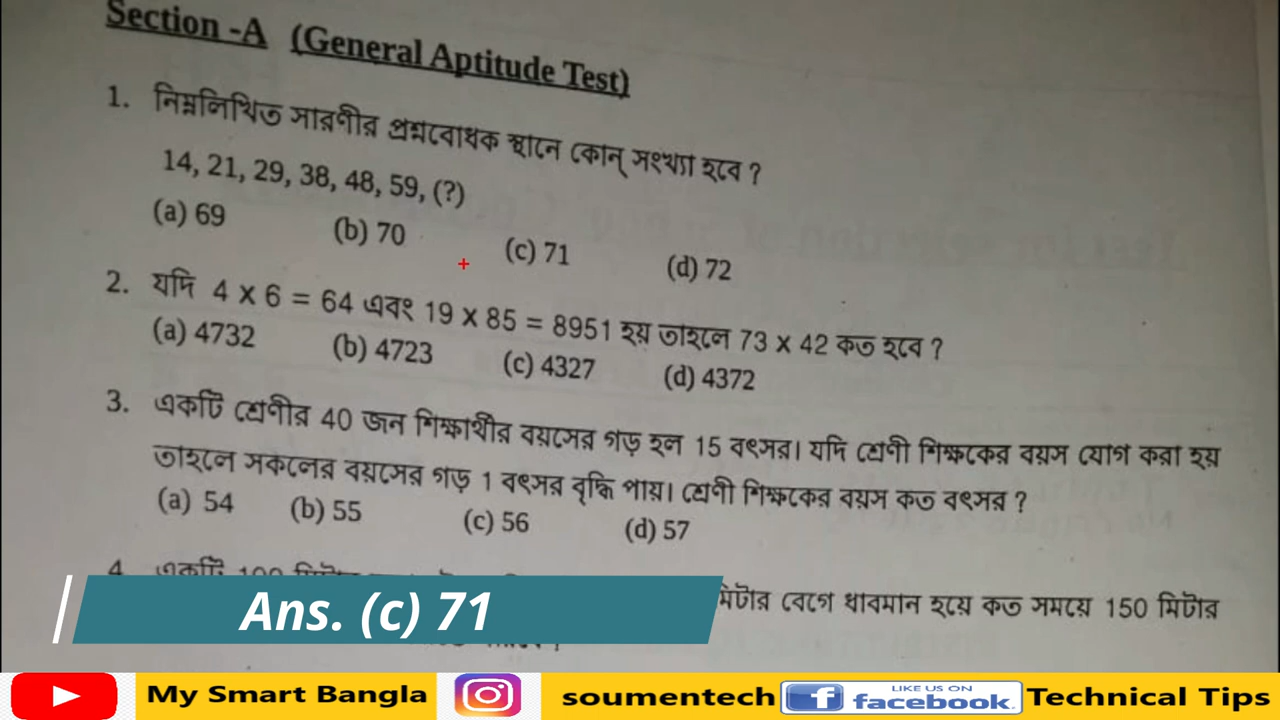 Section -A (General Aptitude Test)
1. নিম্নলিখিত সারণীর প্রশ্নবোধক স্থানে কোন্ সংখ্যা হবে ?
14, 21, 29, 38, 48, 59, (?)
(a) 69 (b) 70 (c) 71 (d) 72
2. যদি 4 x 6 = 64 এবং 19 x 85 = 8951 হয় তাহলে 73 x 42 কত হবে ?
(a) 4732 (b) 4723 (c) 4327 (d) 4372
3. একটি শ্রেণীর 40 জন শিক্ষার্থীর বয়সের গড় হল 15 বৎসর। যদি শ্রেণী শিক্ষকের বয়স যোগ করা হয়
তাহলে সকলের বয়সের গড় 1 বৎসর বৃদ্ধি পায়। শ্রেণী শিক্ষকের বয়স কত বৎসর ?
(a) 54 (b) 55 (c) 56 (d) 57
4. একটি 100 মিটার বেগে ধাবমান হয়ে কত সময়ে 150 মিটার
Ans. (c) 71
My Smart Bangla soumentech LIKE US ON facebook. Technical Tips